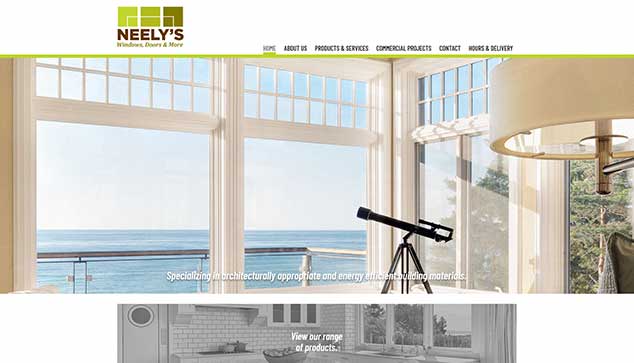 NEELY'S
Windows, Doors & More
HOME ABOUT US PRODUCTS & SERVICES COMMERCIAL PROJECTS CONTACT HOURS & DELIVERY
Specializing in architecturally appropriate and energy efficient building materials.
View our range
of products.